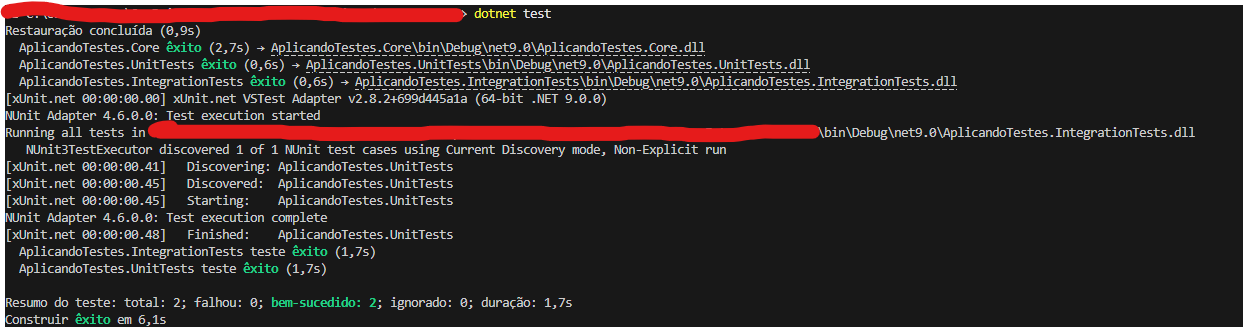 > dotnet test
Restauração concluída (0,9s)
AplicandoTestes.Core êxito (2,7s) → AplicandoTestes.Core\bin\Debug\net9.0\AplicandoTestes.Core.dll
AplicandoTestes.UnitTests êxito (0,6s) → AplicandoTestes.UnitTests\bin\Debug\net9.0\AplicandoTestes.UnitTests.dll
AplicandoTestes.IntegrationTests êxito (0,6s) → AplicandoTestes.IntegrationTests\bin\Debug\net9.0\AplicandoTestes.IntegrationTests.dll
[xUnit.net 00:00:00.00] xUnit.net VSTest Adapter v2.8.2+699d445a1a (64-bit .NET 9.0.0)
NUnit Adapter 4.6.0.0: Test execution started
Running all tests in \bin\Debug\net9.0\AplicandoTestes.IntegrationTests.dll
NUnit3TestExecutor discovered 1 of 1 NUnit test cases using Current Discovery mode, Non-Explicit run
[xUnit.net 00:00:00.41] Discovering: AplicandoTestes.UnitTests
[xUnit.net 00:00:00.45] Discovered: AplicandoTestes.UnitTests
[xUnit.net 00:00:00.45] Starting: AplicandoTestes.UnitTests
NUnit Adapter 4.6.0.0: Test execution complete
[xUnit.net 00:00:00.48] Finished: AplicandoTestes.UnitTests
AplicandoTestes.IntegrationTests teste êxito (1,7s)
AplicandoTestes.UnitTests teste êxito (1,7s)
Resumo do teste: total: 2; falhou: 0; bem-sucedido: 2; ignorado: 0; duração: 1,7s
Construir êxito em 6,1s